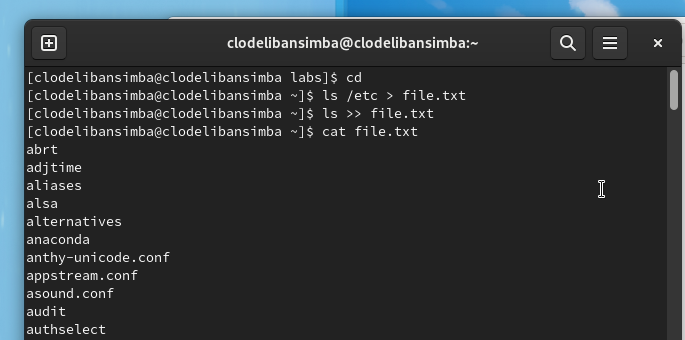 clodelibansimba@clodelibansimba:~
[clodelibansimba@clodelibansimba labs]$ cd
[clodelibansimba@clodelibansimba ~]$ ls /etc > file.txt
[clodelibansimba@clodelibansimba ~]$ ls >> file.txt
[clodelibansimba@clodelibansimba ~]$ cat file.txt
abrt
adjtime
aliases
alsa
alternatives
anaconda
anthy-unicode.conf
appstream.conf
asound.conf
audit
authselect